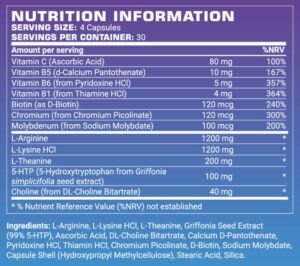 NUTRITION INFORMATION
SERVING SIZE: 4 Capsules
SERVINGS PER CONTAINER: 30
Amount per serving %NRV
Vitamin C (Ascorbic Acid) 80 mg 100%
Vitamin B5 (d-Calcium Pantothenate) 10 mg 167%
Vitamin B6 (from Pyridoxine HCl) 5 mg 357%
Vitamin B1 (from Thiamine HCl) 4 mg 364%
Biotin (as D-Biotin) 120 mcg 240%
Chromium (from Chromium Picolinate) 120 mcg 300%
Molybdenum (from Sodium Molybdate) 100 mcg 200%
L-Arginine 1200 mg *
L-Lysine HCl 1200 mg *
L-Theanine 200 mg *
5-HTP (5-Hydroxytryptophan from Griffonia
simplicifolia seed extract) 100 mg *
Choline (from DL-Choline Bitartrate) 40 mg *
* % Nutrient Reference Value (%NRV) not established
Ingredients: L-Arginine, L-Lysine HCl, L-Theanine, Griffonia Seed Extract
(99% 5-HTP), Ascorbic Acid, DL-Choline Bitartrate, Calcium D-Pantothenate,
Pyridoxine HCl, Thiamin HCl, Chromium Picolinate, D-Biotin, Sodium Molybdate,
Capsule Shell (Hydroxypropyl Methylcellulose), Stearic Acid, Silica.